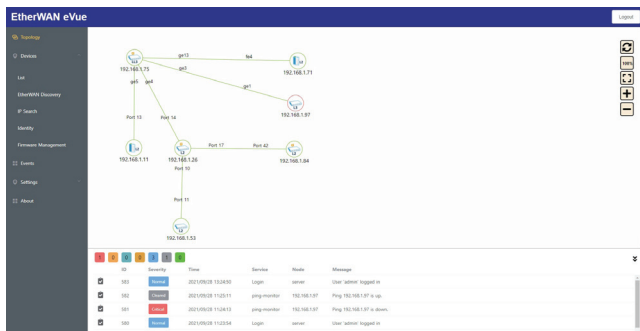 EtherWAN eVue
Logout
Topology
Devices
List
EtherWAN Discovery
IP Search
Identify
Firmware Management
Events
Settings
About
ge13
fe4
192.168.1.75
192.168.1.71
ge3
ge5
ge1
192.168.1.97
Port 13
Port 14
192.168.1.11
192.168.1.26
Port 17
Port 42
192.168.1.84
Port 10
Port 11
192.168.1.53
100%
ID Severity Time Service Node Message
583 Normal 2021/09/28 13:24:30 Login server User 'admin' logged in
582 Cleared 2021/09/28 11:25:11 ping-monitor 192.168.1.97 Ping 192.168.1.97 is up.
581 Critical 2021/09/28 11:24:13 ping-monitor 192.168.1.97 Ping 192.168.1.97 is down.
580 Normal 2021/09/28 11:23:54 Login server User 'admin' logged in